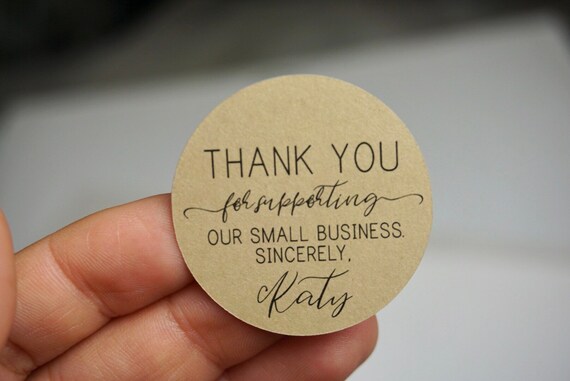 THANK YOU
for supporting
OUR SMALL BUSINESS.
SINCERELY,
Katy